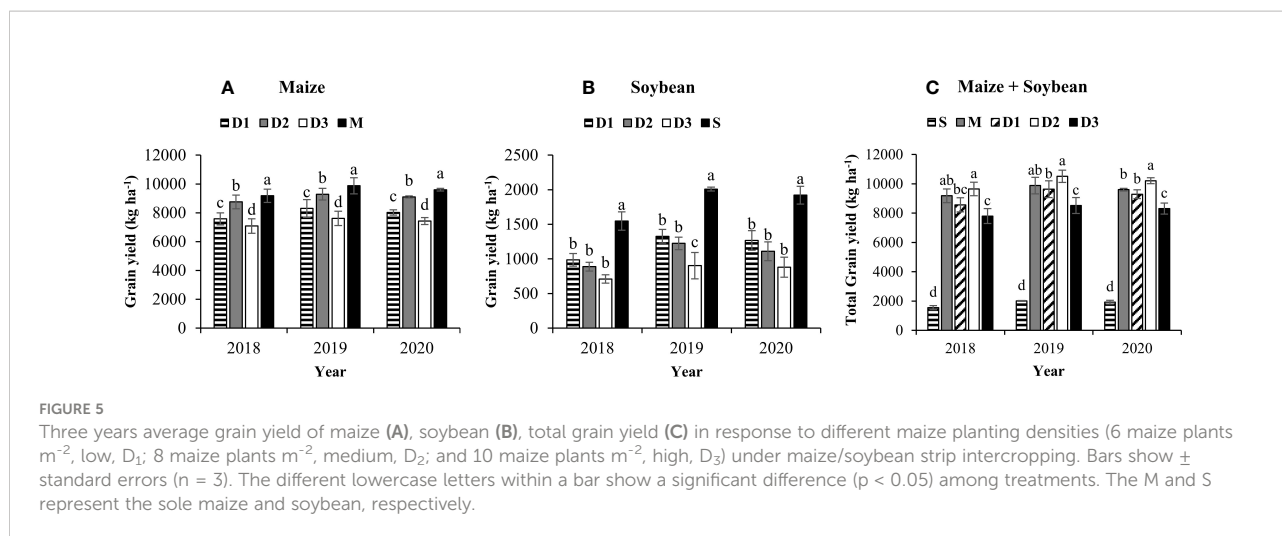 A Maize
D1 D2 D3 M
Grain yield (kg ha⁻¹)
12000
10000
8000
6000
4000
2000
0
c b d a
c b d a
c b d a
2018 2019 2020
Year
B Soybean
D1 D2 D3 S
Grain yield (kg ha⁻¹)
2500
2000
1500
1000
500
0
b b b a
b b c a
b b b a
2018 2019 2020
Year
C Maize + Soybean
S M D1 D2 D3
Total Grain yield (kg ha⁻¹)
12000
10000
8000
6000
4000
2000
0
d ab bc a c
d ab b a c
d b b a c
2018 2019 2020
Year
FIGURE 5
Three years average grain yield of maize (A), soybean (B), total grain yield (C) in response to different maize planting densities (6 maize plants
m⁻², low, D₁; 8 maize plants m⁻², medium, D₂; and 10 maize plants m⁻², high, D₃) under maize/soybean strip intercropping. Bars show ±
standard errors (n = 3). The different lowercase letters within a bar show a significant difference (p < 0.05) among treatments. The M and S
represent the sole maize and soybean, respectively.